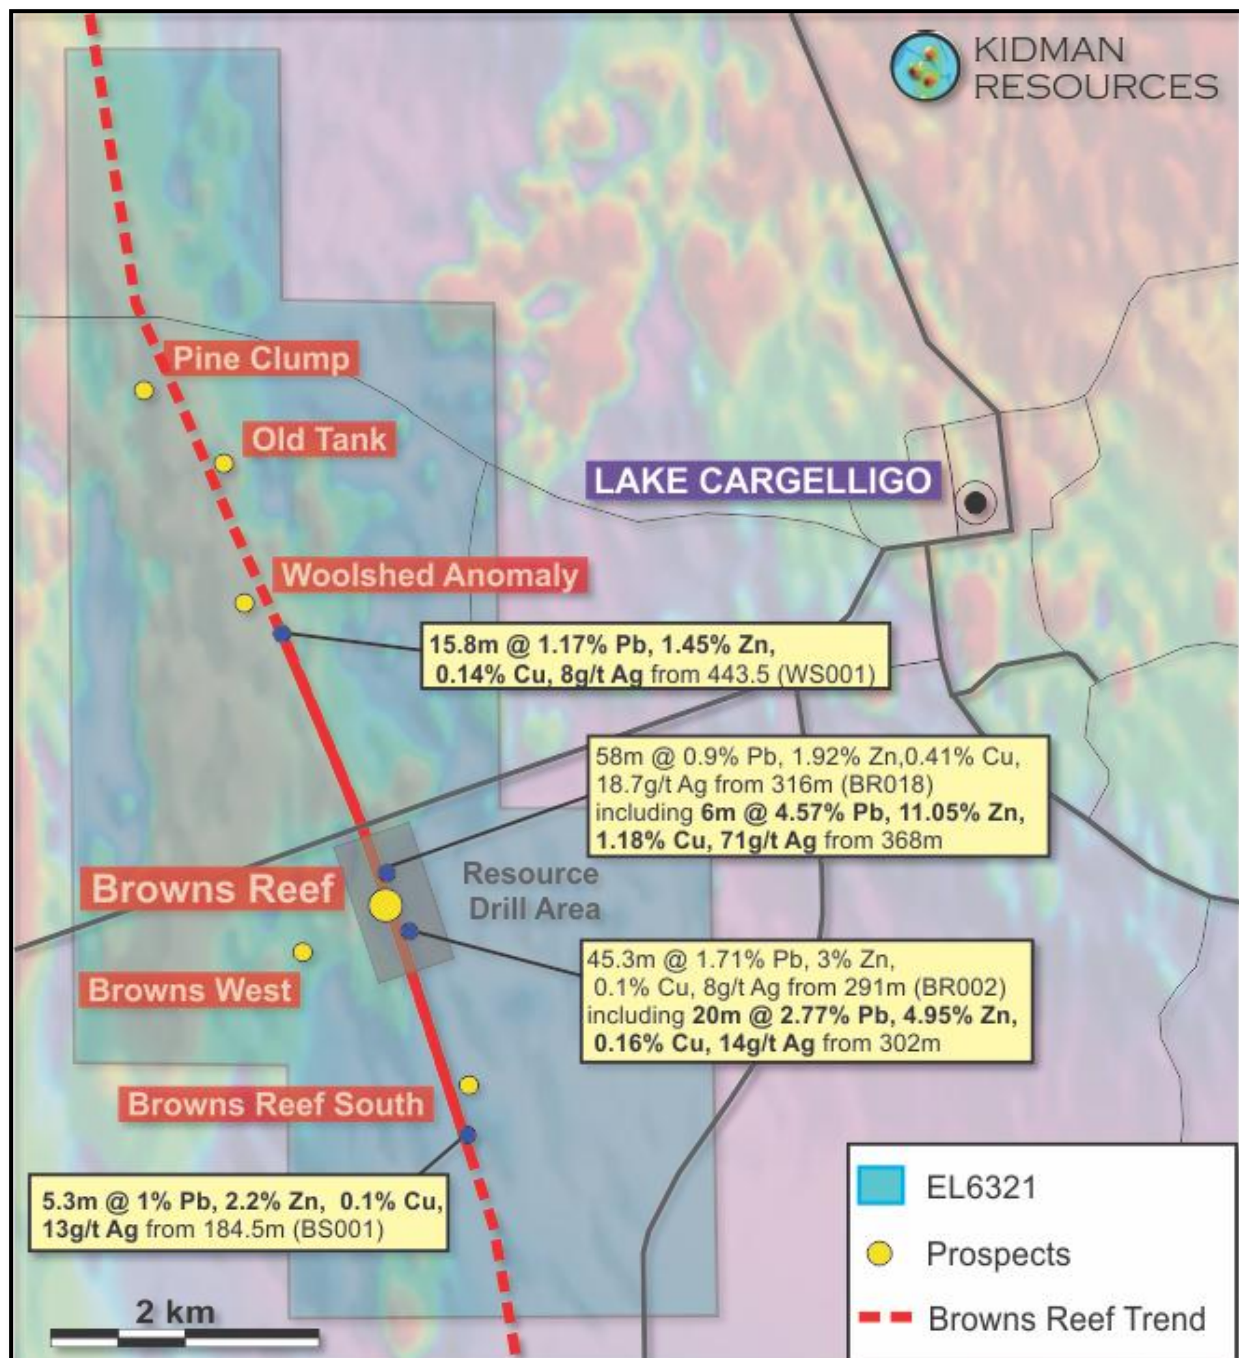 KIDMAN
RESOURCES
Pine Clump
Old Tank
LAKE CARGELLIGO
Woolshed Anomaly
15.8m @ 1.17% Pb, 1.45% Zn,
0.14% Cu, 8g/t Ag from 443.5 (WS001)
58m @ 0.9% Pb, 1.92% Zn,0.41% Cu,
18.7g/t Ag from 316m (BR018)
including 6m @ 4.57% Pb, 11.05% Zn,
1.18% Cu, 71g/t Ag from 368m
Browns Reef
Resource
Drill Area
45.3m @ 1.71% Pb, 3% Zn,
0.1% Cu, 8g/t Ag from 291m (BR002)
including 20m @ 2.77% Pb, 4.95% Zn,
0.16% Cu, 14g/t Ag from 302m
Browns West
Browns Reef South
5.3m @ 1% Pb, 2.2% Zn, 0.1% Cu,
13g/t Ag from 184.5m (BS001)
2 km
EL6321
Prospects
Browns Reef Trend